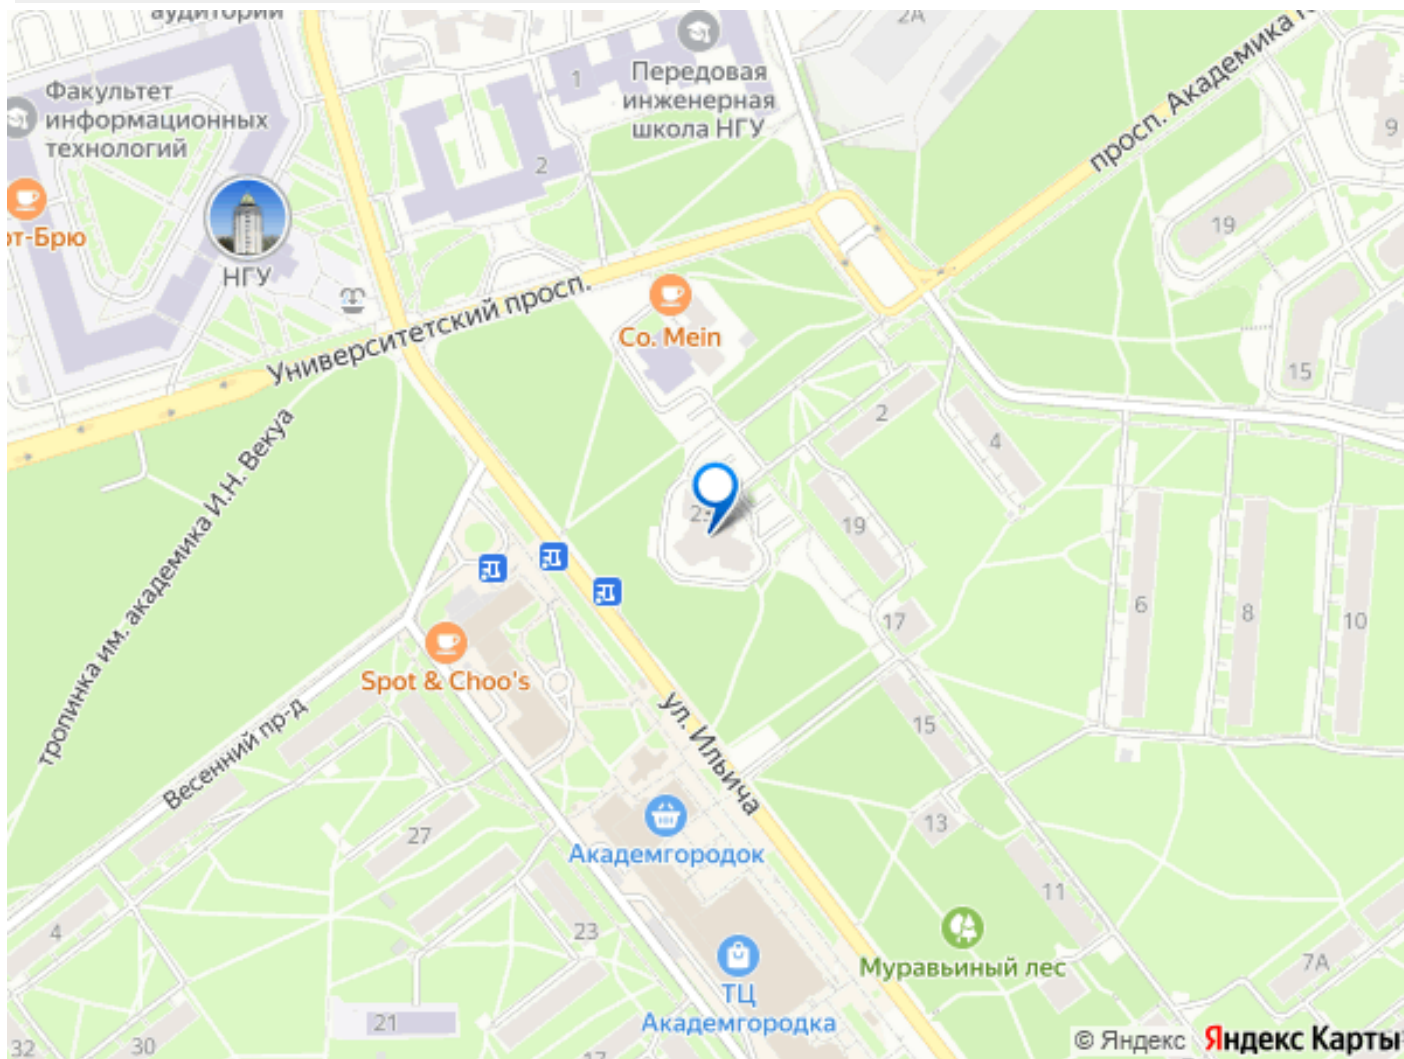 аудиторий
2А
просп. Академика
Факультет
информационных
технологий
1
Передовая
инженерная
школа НГУ
2
9
19
НГУ
Университетский просп.
Co. Mein
15
2
4
тропинка им. академика И.Н. Векуа
19
6
8
10
17
Spot & Choo's
ул. Ильича
15
Весенний пр-д
27
13
Академгородок
11
4
23
Муравьиный лес
7А
ТЦ
Академгородка
21
32
30
17
© Яндекс Яндекс Карты